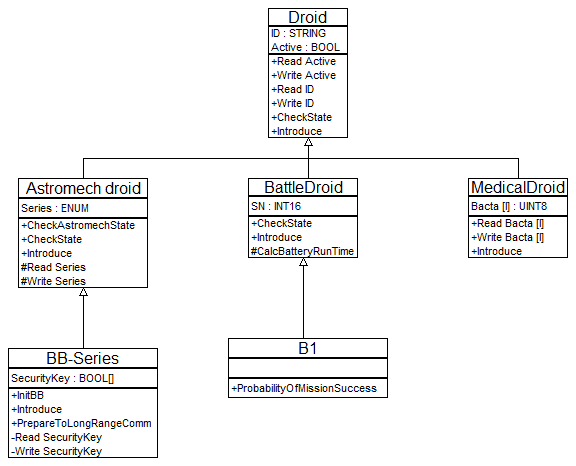 Droid
ID : STRING
Active : BOOL
+Read Active
+Write Active
+Read ID
+Write ID
+CheckState
+Introduce
Astromech droid
Series : ENUM
+CheckAstromechState
+CheckState
+Introduce
#Read Series
#Write Series
BattleDroid
SN : INT16
+CheckState
+Introduce
#CalcBatteryRunTime
MedicalDroid
Bacta [l] : UINT8
+Read Bacta [l]
+Write Bacta [l]
+Introduce
BB-Series
SecurityKey : BOOL[]
+InitBB
+Introduce
+PrepareToLongRangeComm
-Read SecurityKey
-Write SecurityKey
B1
+ProbabilityOfMissionSuccess